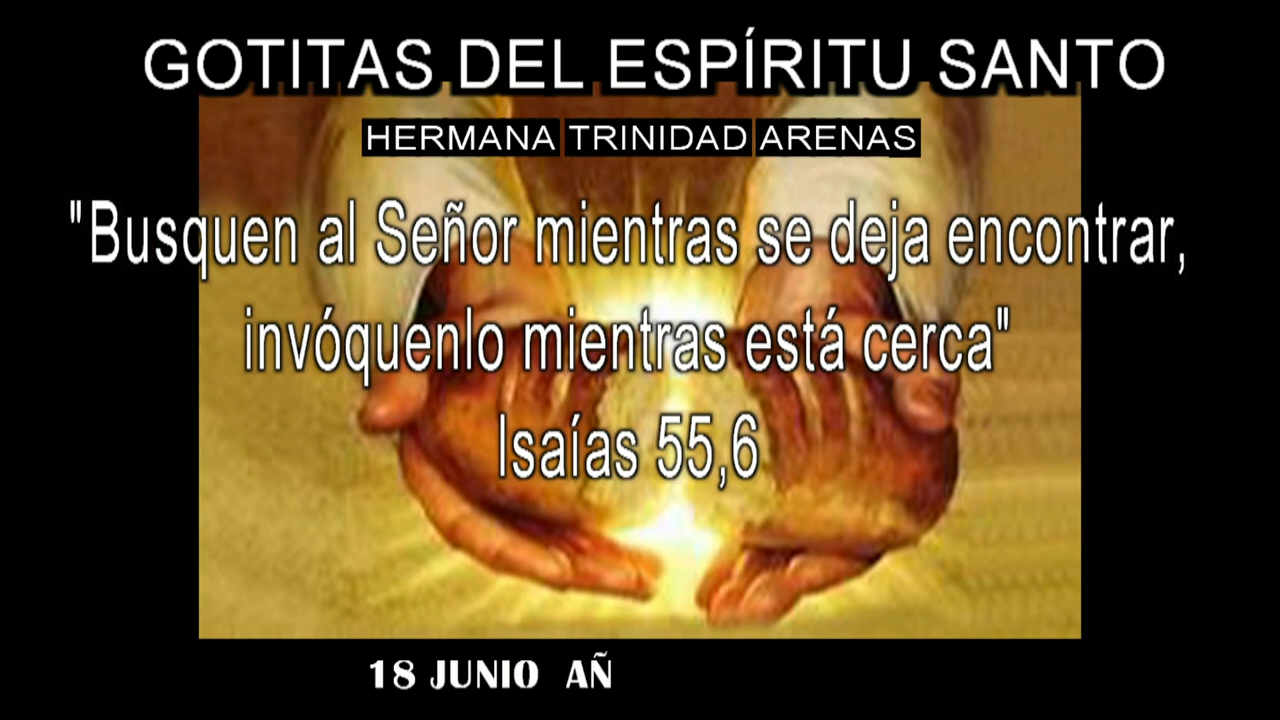 GOTITAS DEL ESPÍRITU SANTO
HERMANA TRINIDAD ARENAS
"Busquen al Señor mientras se deja encontrar,
invóquenlo mientras está cerca"
Isaías 55,6
18 JUNIO AÑ